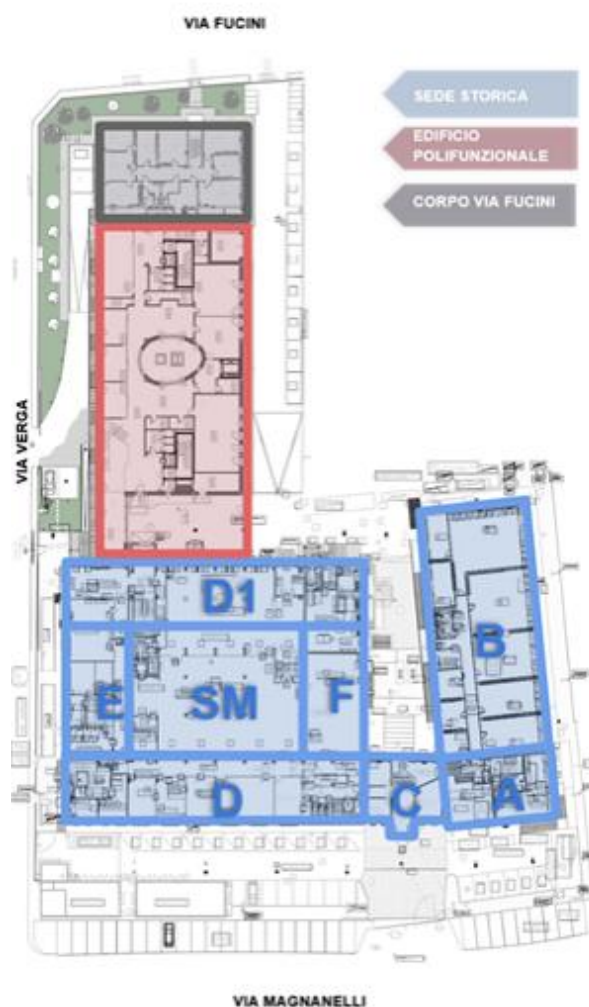 VIA FUCINI
SEDE STORICA
EDIFICIO
POLIFUNZIONALE
CORPO VIA FUCINI
VIA VERGA
D1
B
E
SM
F
D
C
A
VIA MAGNANELLI